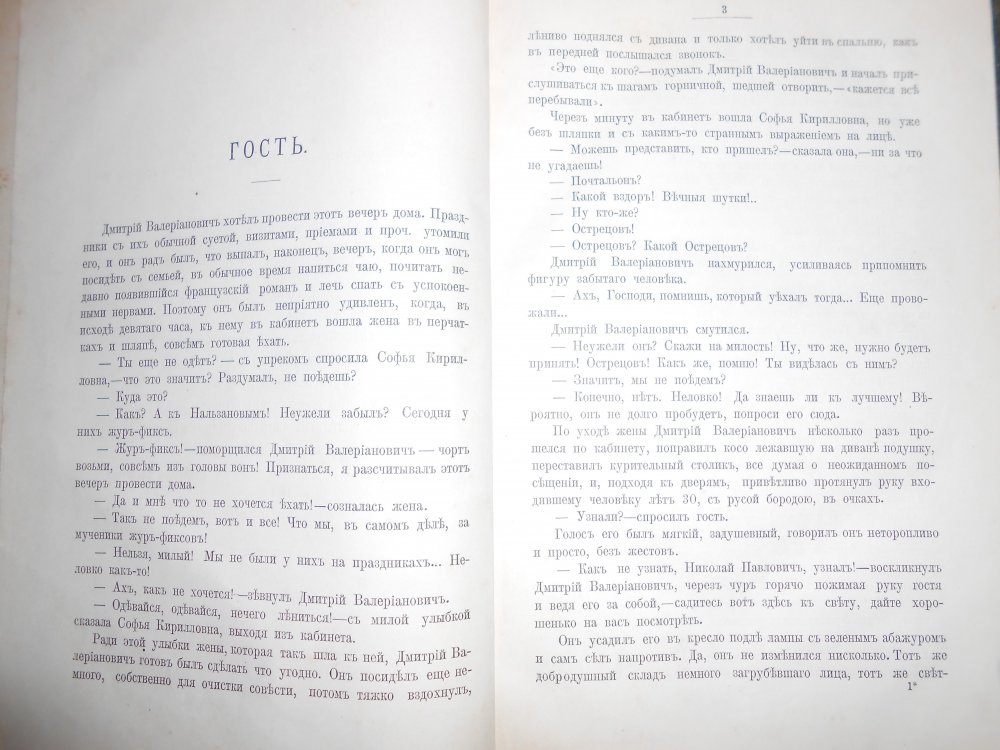 ГОСТЬ.
Дмитрій Валеріановичъ хотѣлъ провести этотъ вечеръ дома. Празд-
ники съ ихъ обычной суетой, визитами, пріемами и проч. утомили
его, и онъ радъ былъ, что выпалъ, наконецъ, вечеръ, когда онъ могъ
посидѣть съ семьей, въ обычное время напиться чаю, почитать не-
давно появившійся французскій романъ и лечь спать съ успокоен-
ными нервами. Поэтому онъ былъ непріятно удивленъ, когда, въ
исходѣ девятаго часа, къ нему въ кабинетъ вошла жена въ перчат-
кахъ и шляпѣ, совсѣмъ готовая ѣхать.
— Ты еще не одѣтъ? — съ упрекомъ спросила Софья Кирил-
ловна,—что это значитъ? Раздумалъ, не поѣдешь?
— Куда это?
— Какъ? А къ Нальзановымъ! Неужели забылъ? Сегодня у
нихъ журъ-фиксъ.
— Журъ-фиксъ!—поморщился Дмитрій Валеріановичъ — чортъ
возьми, совсѣмъ изъ головы вонъ! Признаться, я разсчитывалъ этотъ
вечеръ провести дома.
— Да и мнѣ что то не хочется ѣхать!—созналась жена.
— Такъ не поѣдемъ, вотъ и все! Что мы, въ самомъ дѣлѣ, за
мученики журъ-фиксовъ!
— Нельзя, милый! Мы не были у нихъ на праздникахъ... Не-
ловко какъ-то!
— Ахъ, какъ не хочется!—зѣвнулъ Дмитрій Валеріановичъ.
— Одѣвайся, одѣвайся, нечего лѣниться!—съ милой улыбкой
сказала Софья Кирилловна, выходя изъ кабинета.
Ради этой улыбки жены, которая такъ шла къ ней, Дмитрій Ва-
леріановичъ готовъ былъ сдѣлать что угодно. Онъ посидѣлъ еще не-
много, собственно для очистки совѣсти, потомъ тяжко вздохнулъ,
3
лѣниво поднялся съ дивана и только хотѣлъ уйти въ спальню, какъ
въ передней послышался звонокъ.
«Это еще кого?—подумалъ Дмитрій Валеріановичъ и началъ при-
слушиваться къ шагамъ горничной, шедшей отворить,—«кажется всѣ
перебывали».
Черезъ минуту въ кабинетъ вошла Софья Кирилловна, но уже
безъ шляпки и съ какимъ-то страннымъ выраженіемъ на лицѣ.
— Можешь представить, кто пришелъ?—сказала она,—ни за что
не угадаешь!
— Почтальонъ?
— Какой вздоръ! Вѣчныя шутки!..
— Ну кто-же?
— Острецовъ!
— Острецовъ? Какой Острецовъ?
Дмитрій Валеріановичъ нахмурился, усиливаясь припомнить
фигуру забытаго человѣка.
— Ахъ, Господи, помнишь, который уѣхалъ тогда... Еще прово-
жали...
Дмитрій Валеріановичъ смутился.
— Неужели онъ? Скажи на милость! Ну, что же, нужно будетъ
принять! Острецовъ! Какъ же, помню! Ты видѣлась съ нимъ?
— Значитъ, мы не поѣдемъ?
— Конечно, нѣтъ. Неловко! Да знаешь ли къ лучшему! Вѣ-
роятно, онъ не долго пробудетъ, попроси его сюда.
По уходѣ жены Дмитрій Валеріановичъ нѣсколько разъ про-
шелся по кабинету, поправилъ косо лежавшую на диванѣ подушку,
переставилъ курительный столикъ, все думая о неожиданномъ по-
сѣщеніи, и, подходя къ дверямъ, привѣтливо протянулъ руку вхо-
дившему человѣку лѣтъ 30, съ русой бородою, въ очкахъ.
— Узнали?—спросилъ гость.
Голосъ его былъ мягкій, задушевный, говорилъ онъ неторопливо
и просто, безъ жестовъ.
— Какъ не узнать, Николай Павловичъ, узналъ!—воскликнулъ
Дмитрій Валеріановичъ, черезъ чуръ горячо пожимая руку гостя
и ведя его за собой,—садитесь вотъ здѣсь къ свѣту, дайте хоро-
шенько на васъ посмотрѣть.
Онъ усадилъ его въ кресло подлѣ лампы съ зеленымъ абажуромъ
и самъ сѣлъ напротивъ. Да, онъ не измѣнился нисколько. Тотъ же
добродушный складъ немного загрубѣвшаго лица, тотъ же свѣт-
1*